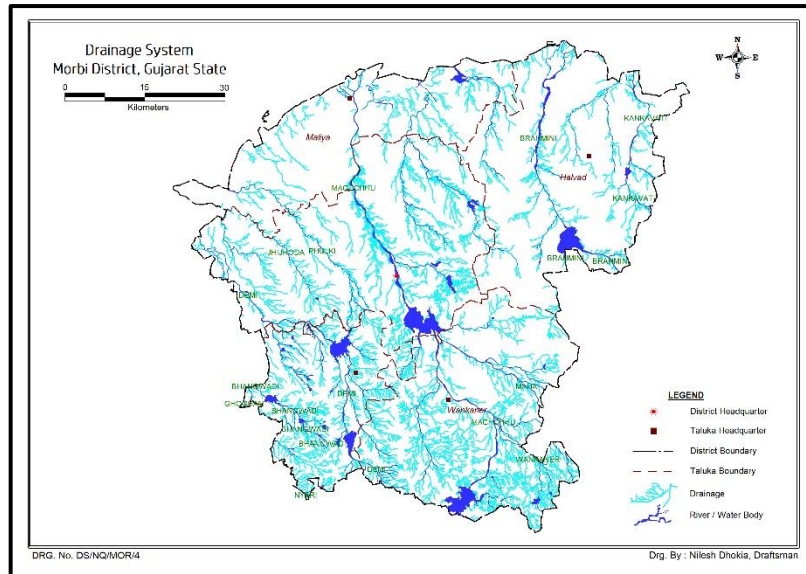 Drainage System
Morbi District, Gujarat State
0 15 30
Kilometers
N
W E
S
KANKAVATI
BRAHMINI
Maliya
Halvad
MACHCHHU
KANKAVATI
JHIJHODA
PHULKI
BRAHMINI
BRAHMINI
DEMI
BHANGWADI
DEMI
BHANGWADI
Wankaner
MACHCHHU
BHANGWADI
BHANGWADI
WANKANER
DEMI
NYARI
LEGEND
District Headquarter
Taluka Headquarter
District Boundary
Taluka Boundary
Drainage
River / Water Body
DRG. No. DS/NQ/MOR/4
Drg. By : Nilesh Dhokia, Draftsman